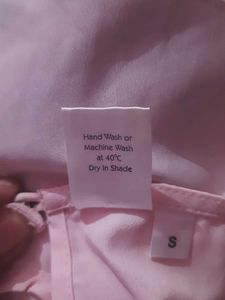 Hand Wash or
Machine Wash
at 40°C
Dry In Shade
S